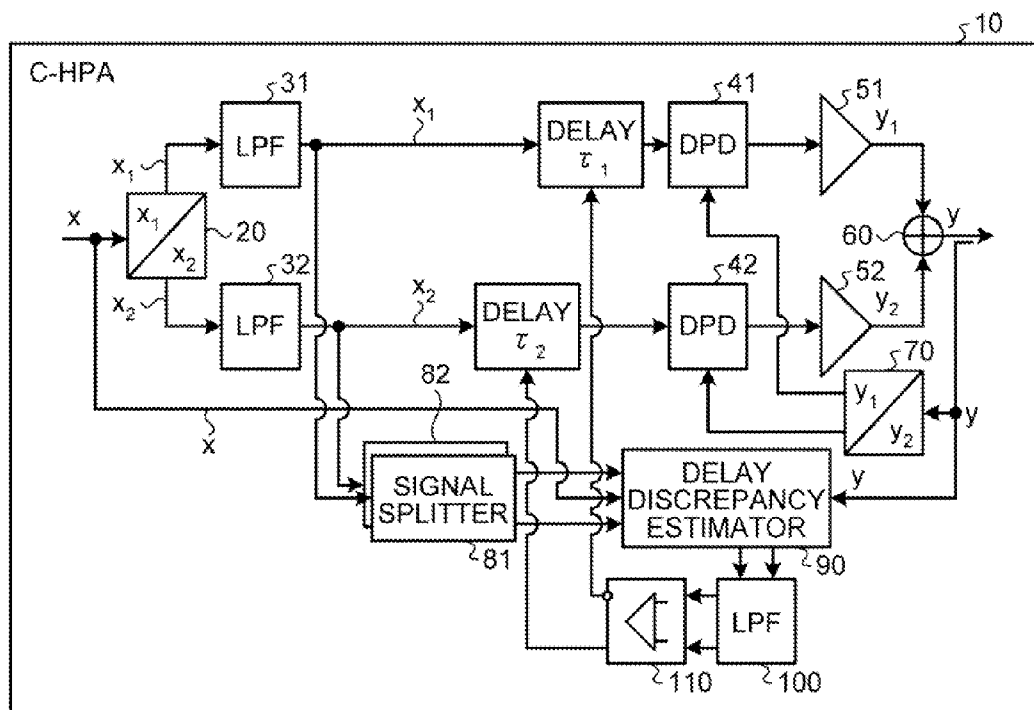 10
C-HPA
31
LPF
x1
DELAY
τ1
41
DPD
51
y1
x1
x
x1
x2
20
60
y
x2
32
LPF
x2
DELAY
τ2
42
DPD
52
y2
70
y1
y2
y
82
x
SIGNAL
SPLITTER
81
DELAY
DISCREPANCY
ESTIMATOR
y
90
110
LPF
100